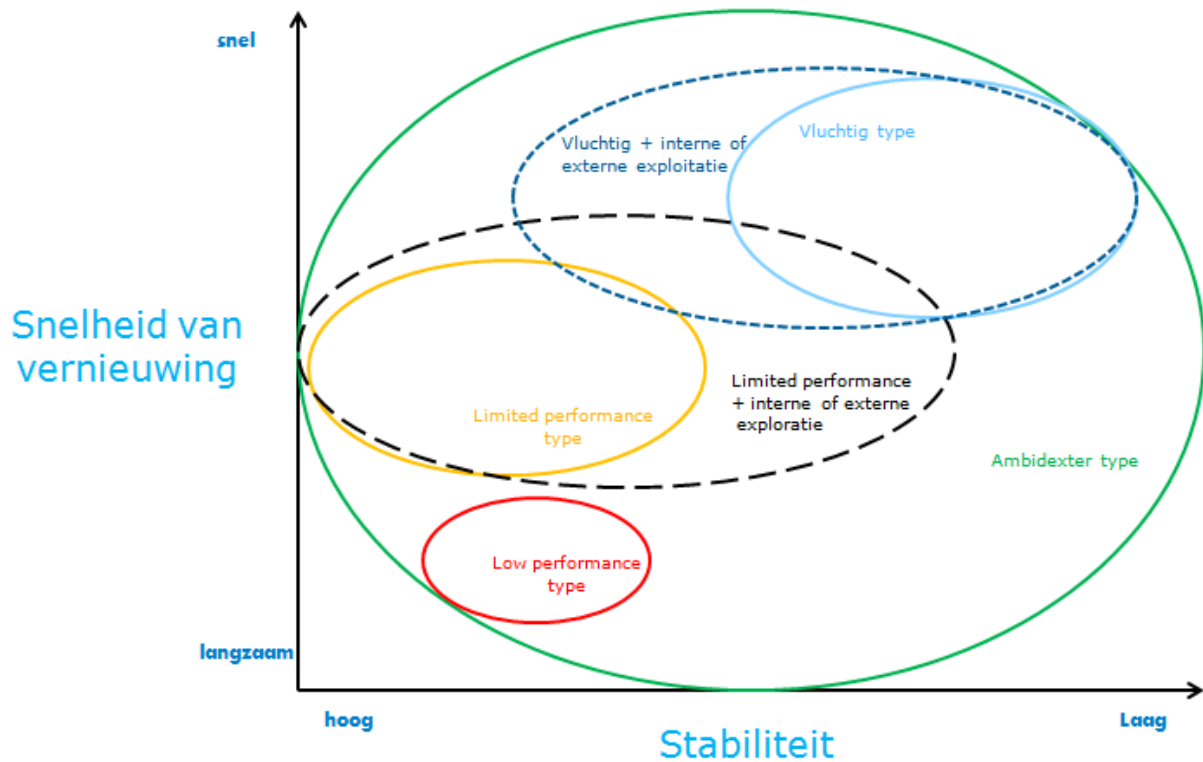 snel
Vluchtig type
Vluchtig + interne of
externe exploitatie
Snelheid van
vernieuwing
Limited performance
+ interne of externe
exploratie
Limited performance
type
Ambidexter type
Low performance
type
langzaam
hoog
Laag
Stabiliteit